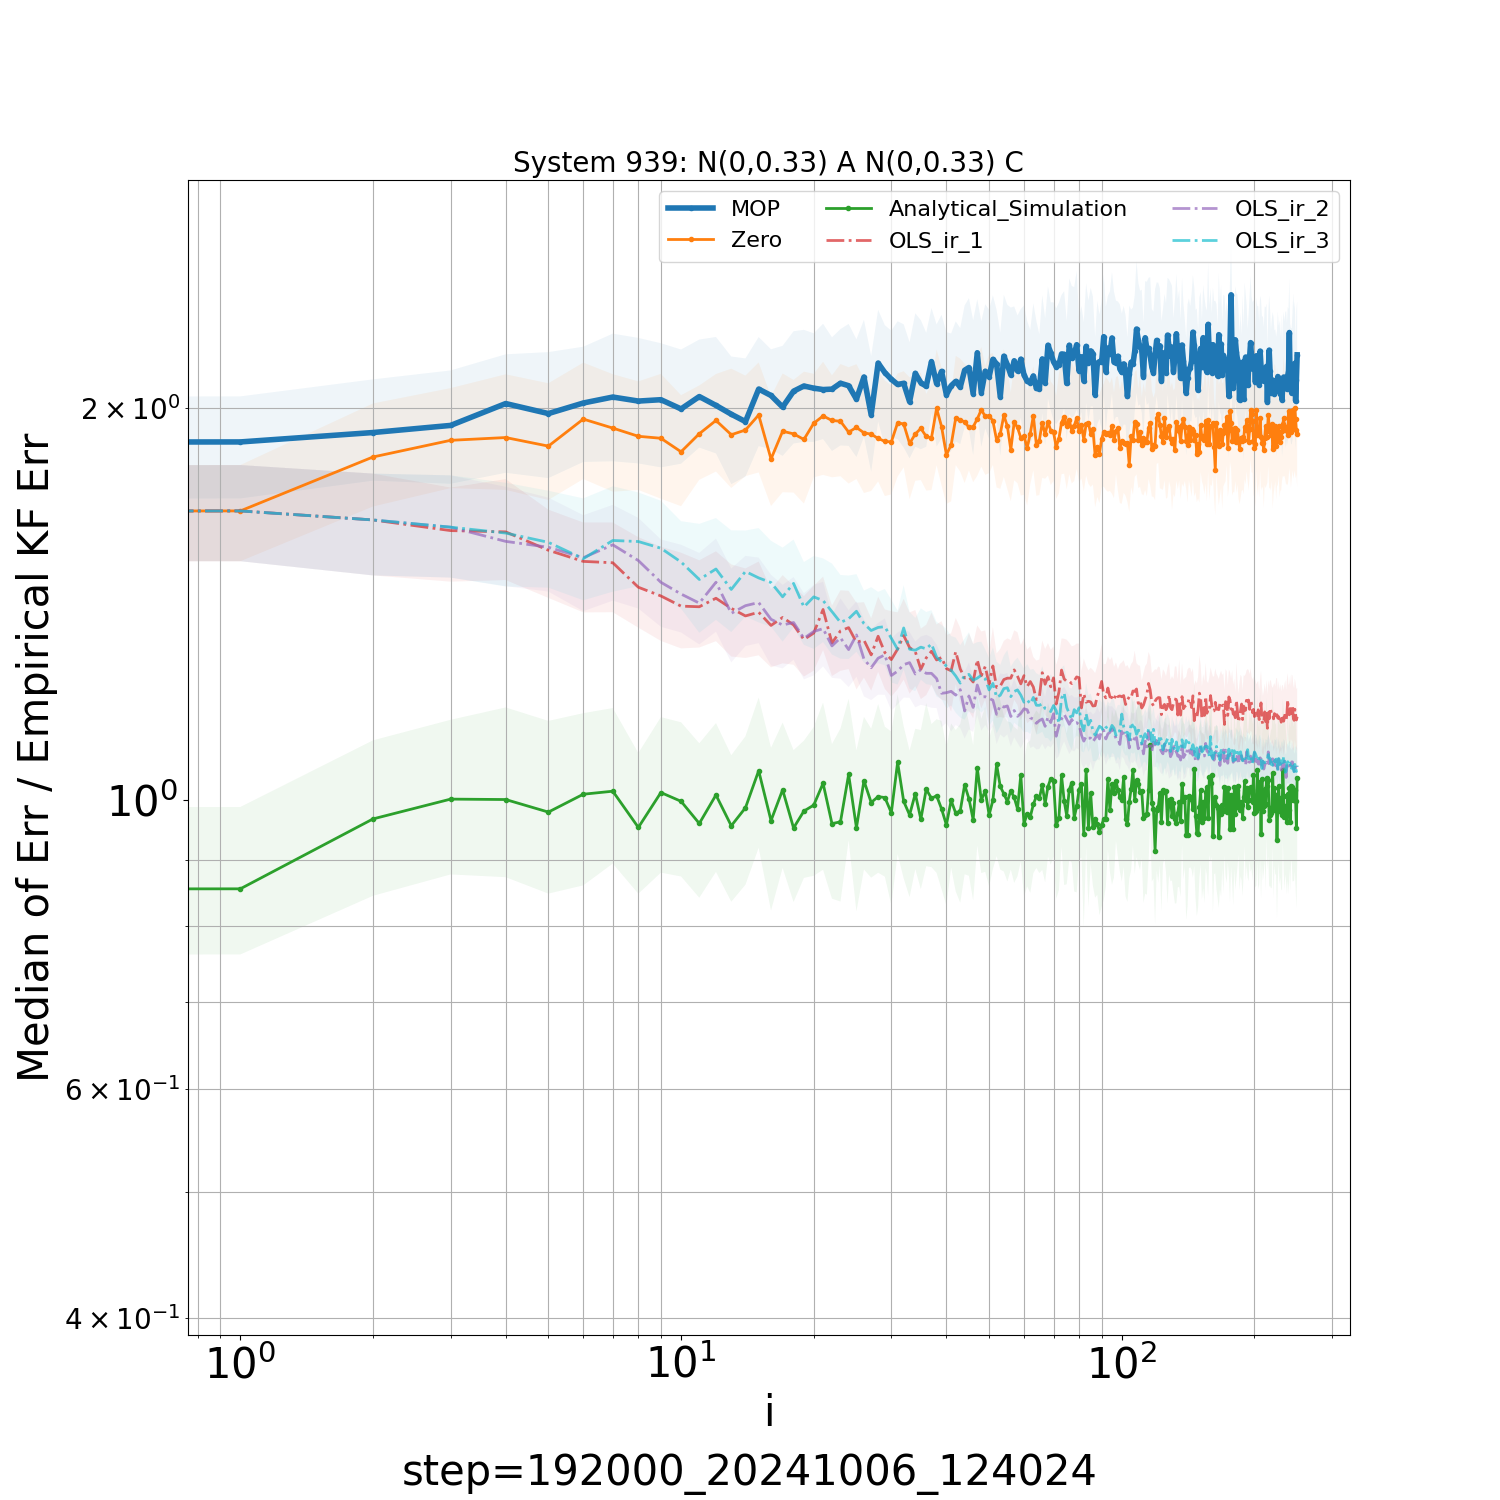 System 939: N(0,0.33) A N(0,0.33) C
MOP
Zero
Analytical_Simulation
OLS_ir_1
OLS_ir_2
OLS_ir_3
Median of Err / Empirical KF Err
2 × 10⁰
10⁰
6 × 10⁻¹
4 × 10⁻¹
10⁰
10¹
10²
i
step=192000_20241006_124024